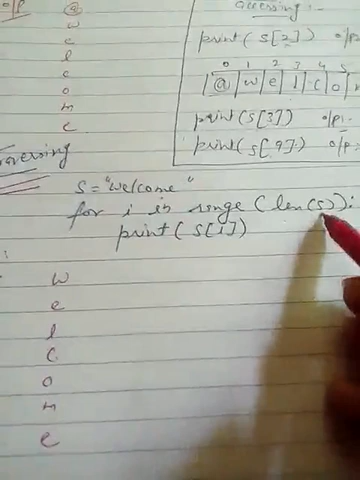 o/p
@
w
e
l
c
o
m
e
Guessing:-
print(s[2]) o/p
0 1 2 3 4 5
@ w e l c o
print(s[3]) o/p:-
print(s[9]) o/p
Traversing
s="welcome"
for i in range(len(s)):
print(s[i])
w
e
l
c
o
m
e